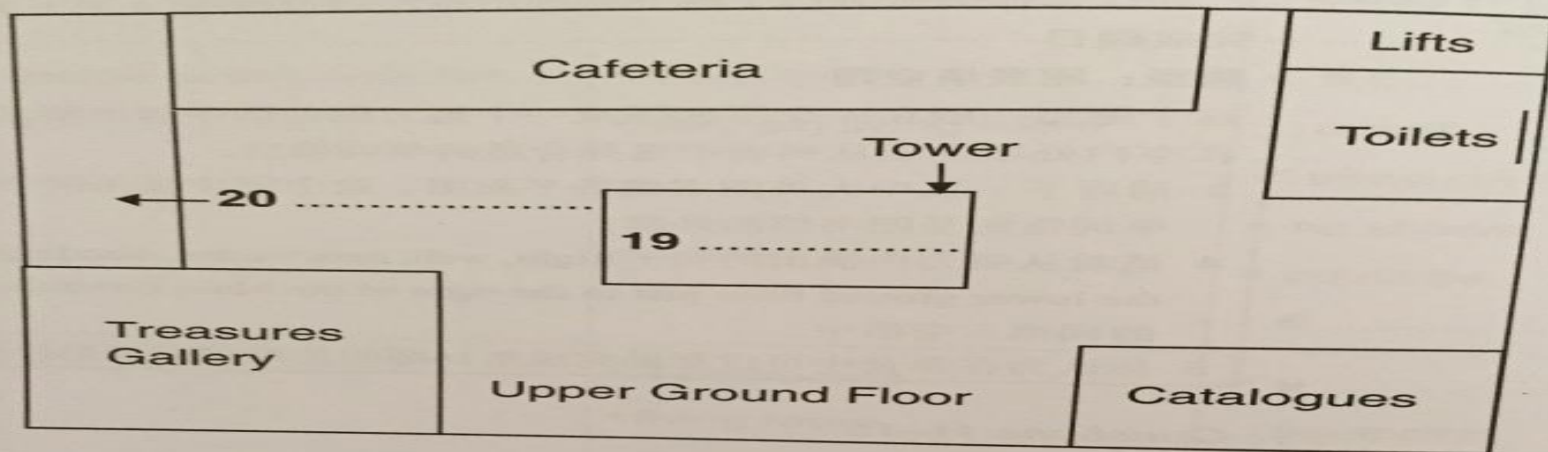 Lifts
Cafeteria
Toilets
Tower
20 ..............................
19 ..............................
Treasures
Gallery
Upper Ground Floor
Catalogues